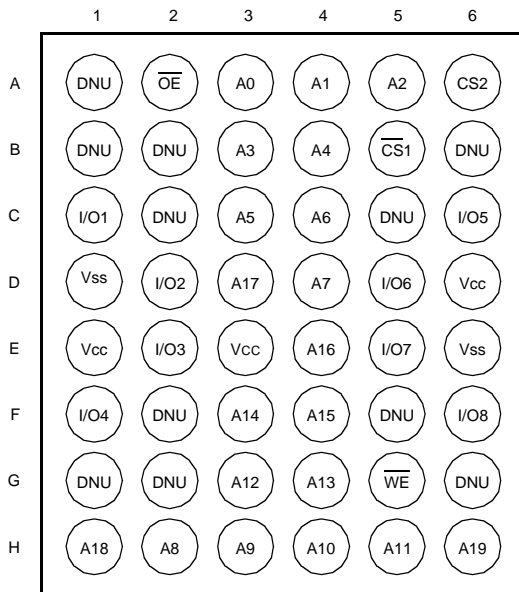 1 2 3 4 5 6
A DNU OE A0 A1 A2 CS2
B DNU DNU A3 A4 CS1 DNU
C I/O1 DNU A5 A6 DNU I/O5
D Vss I/O2 A17 A7 I/O6 Vcc
E Vcc I/O3 VCC A16 I/O7 Vss
F I/O4 DNU A14 A15 DNU I/O8
G DNU DNU A12 A13 WE DNU
H A18 A8 A9 A10 A11 A19